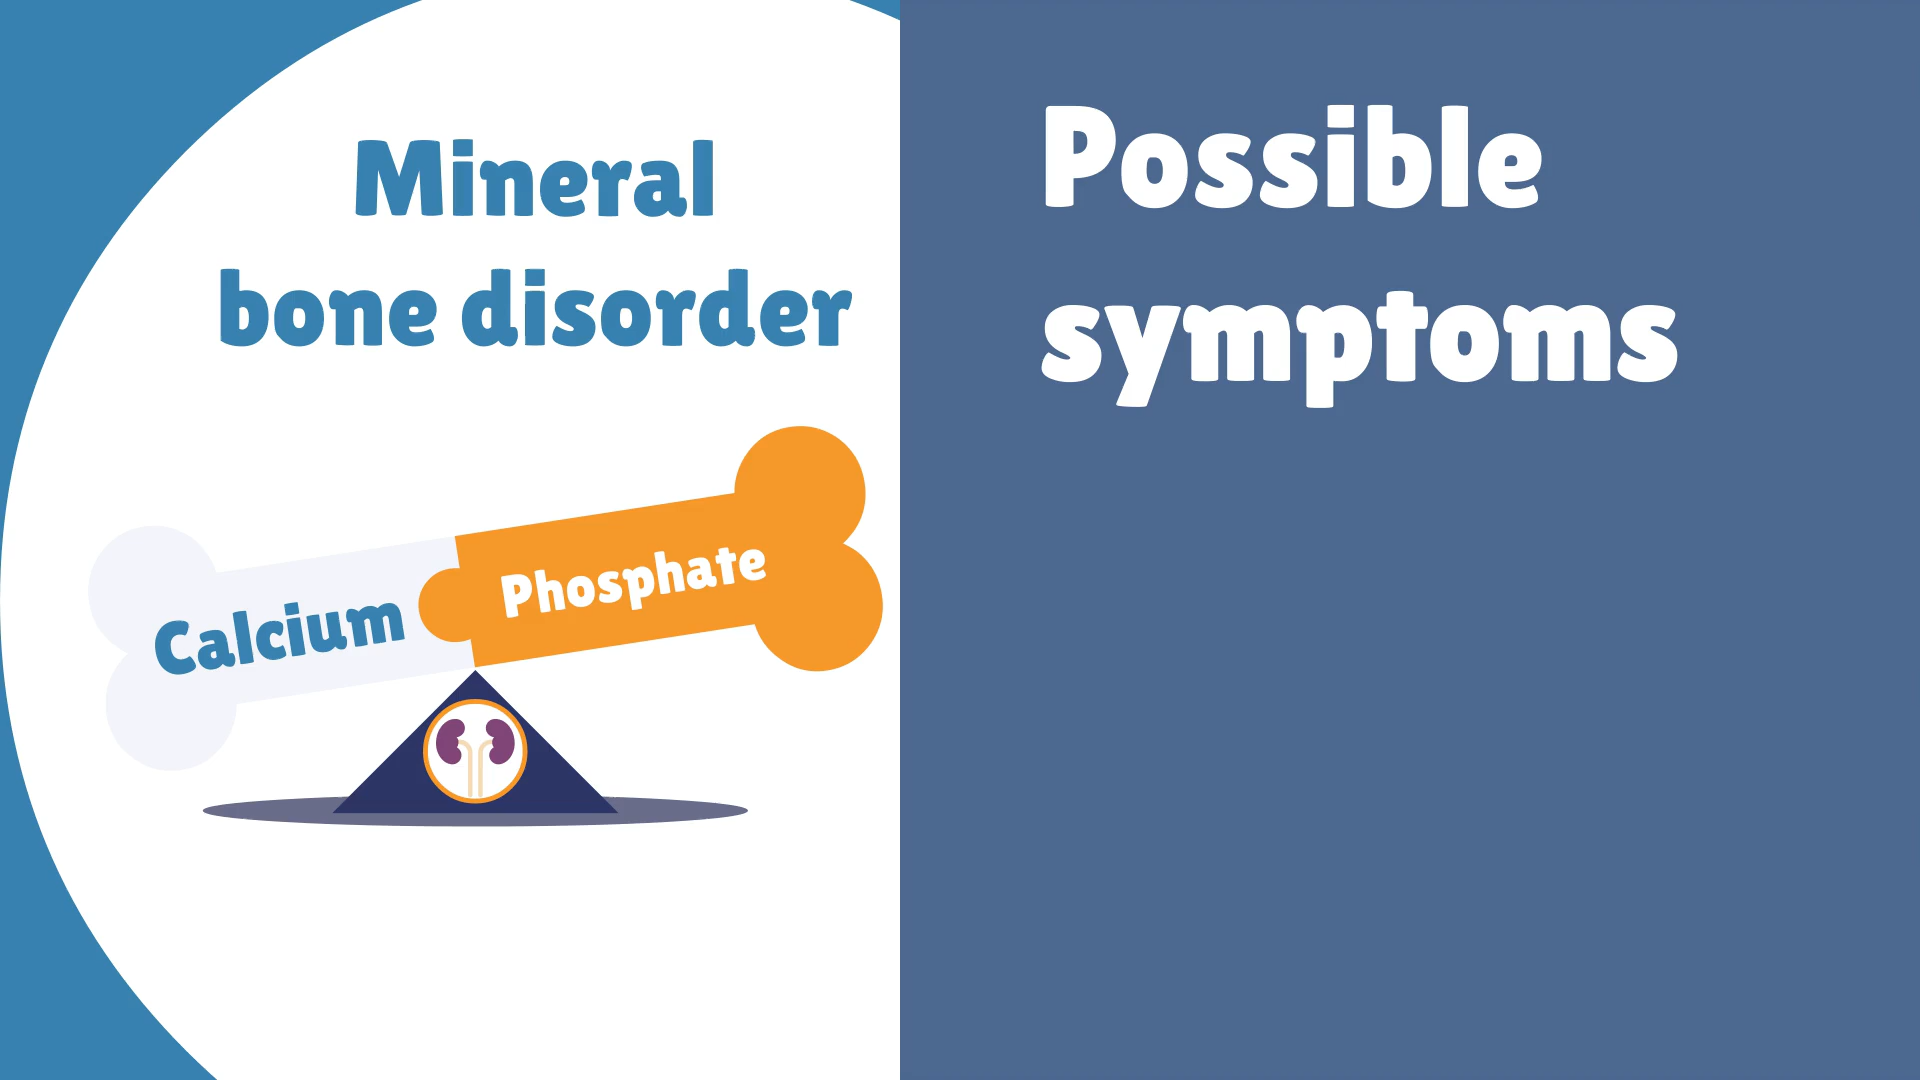 Mineral
bone disorder
Calcium
Phosphate
Possible
symptoms